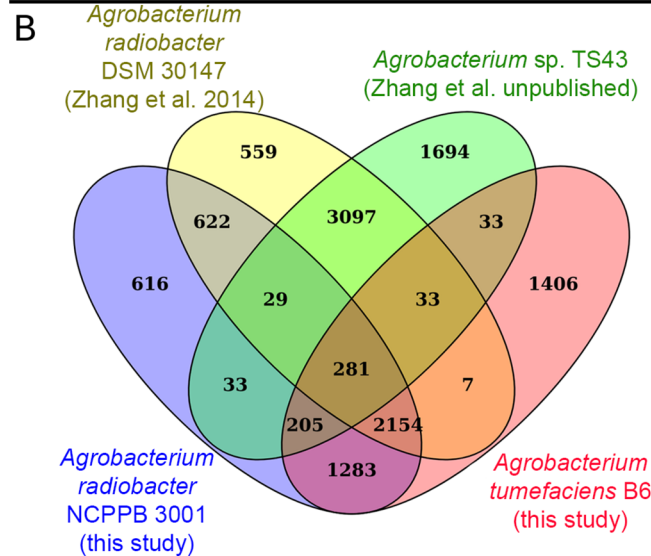 B
Agrobacterium
radiobacter
DSM 30147
(Zhang et al. 2014)
Agrobacterium sp. TS43
(Zhang et al. unpublished)
559
1694
622
3097
33
616
29
33
1406
281
33
7
205
2154
1283
Agrobacterium
radiobacter
NCPPB 3001
(this study)
Agrobacterium
tumefaciens B6
(this study)